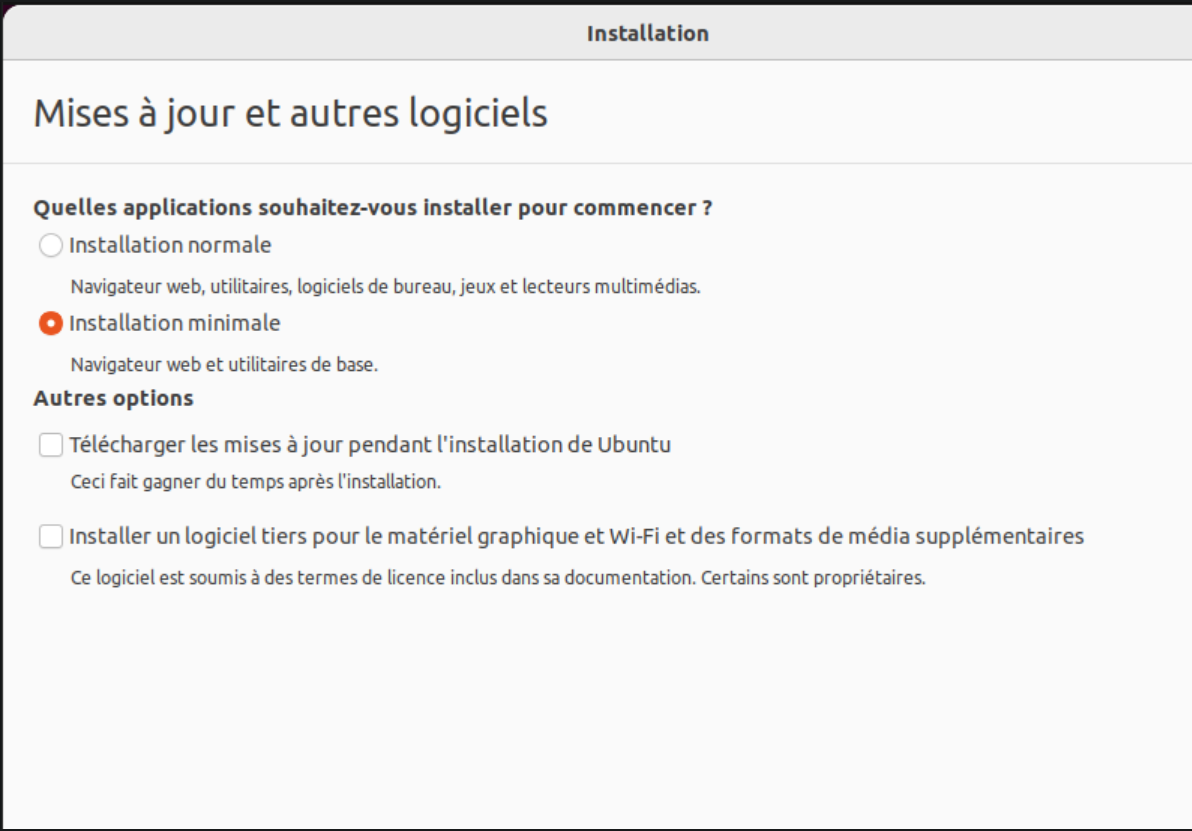 Installation
Mises à jour et autres logiciels
Quelles applications souhaitez-vous installer pour commencer ?
Installation normale
Navigateur web, utilitaires, logiciels de bureau, jeux et lecteurs multimédias.
Installation minimale
Navigateur web et utilitaires de base.
Autres options
Télécharger les mises à jour pendant l'installation de Ubuntu
Ceci fait gagner du temps après l'installation.
Installer un logiciel tiers pour le matériel graphique et Wi-Fi et des formats de média supplémentaires
Ce logiciel est soumis à des termes de licence inclus dans sa documentation. Certains sont propriétaires.